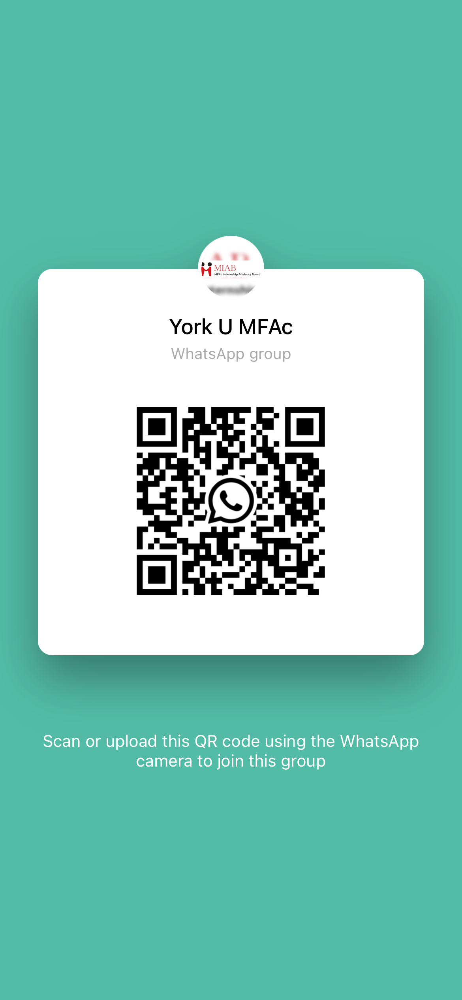 MIAB
MFAc Internship Advisory Board
York U MFAc
WhatsApp group
Scan or upload this QR code using the WhatsApp
camera to join this group